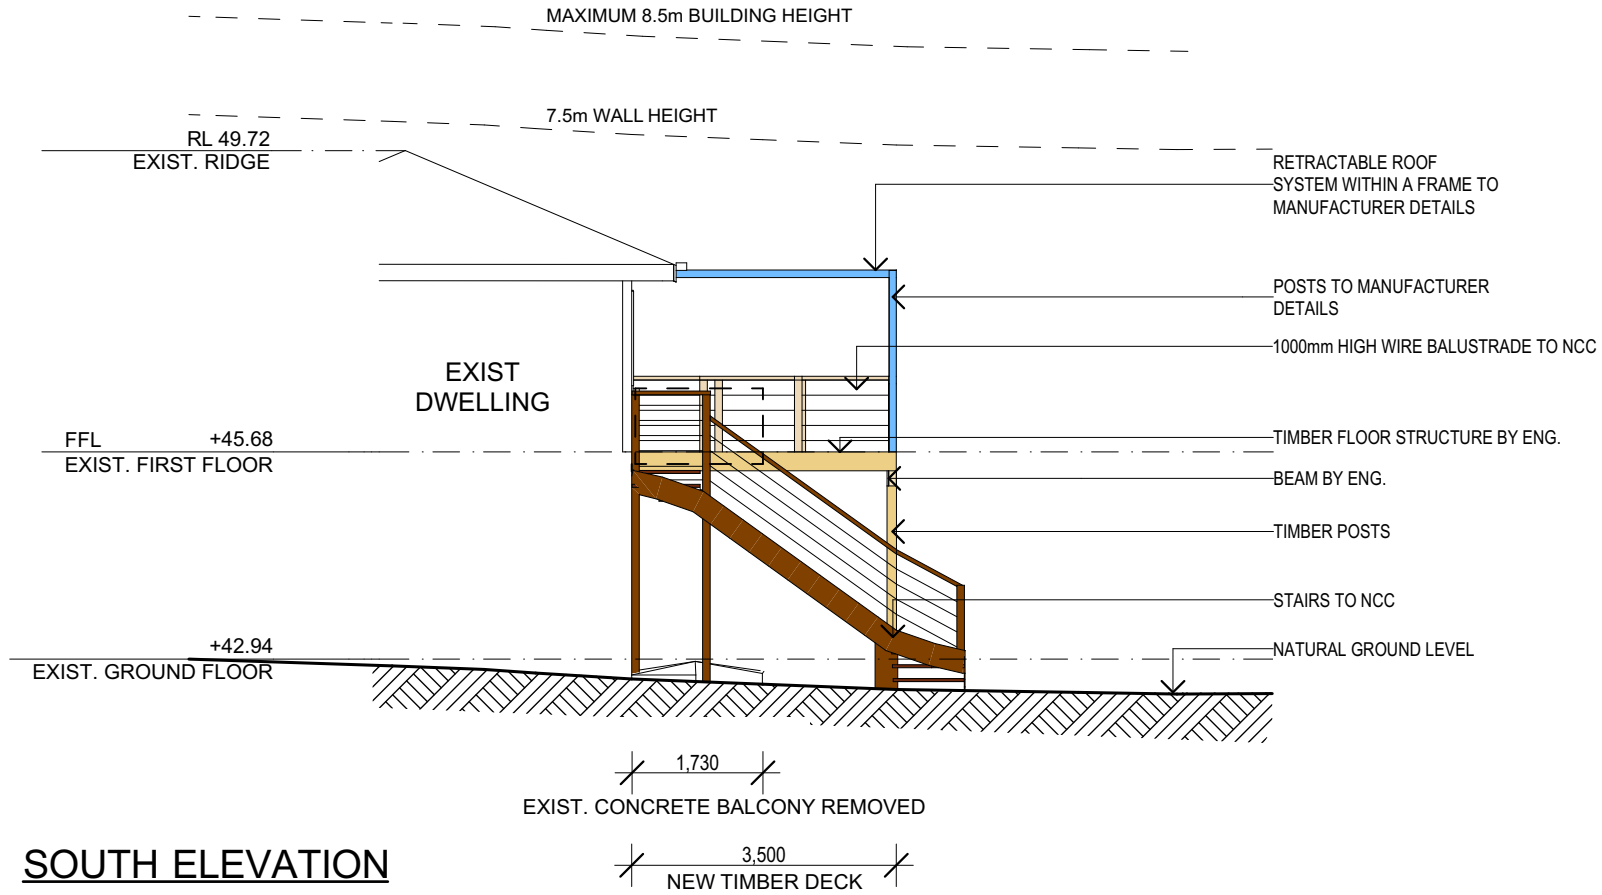 MAXIMUM 8.5m BUILDING HEIGHT
7.5m WALL HEIGHT
RL 49.72
EXIST. RIDGE
RETRACTABLE ROOF
SYSTEM WITHIN A FRAME TO
MANUFACTURER DETAILS
POSTS TO MANUFACTURER
DETAILS
1000mm HIGH WIRE BALUSTRADE TO NCC
EXIST
DWELLING
FFL +45.68
EXIST. FIRST FLOOR
TIMBER FLOOR STRUCTURE BY ENG.
BEAM BY ENG.
TIMBER POSTS
STAIRS TO NCC
+42.94
EXIST. GROUND FLOOR
NATURAL GROUND LEVEL
1,730
EXIST. CONCRETE BALCONY REMOVED
3,500
NEW TIMBER DECK
SOUTH ELEVATION